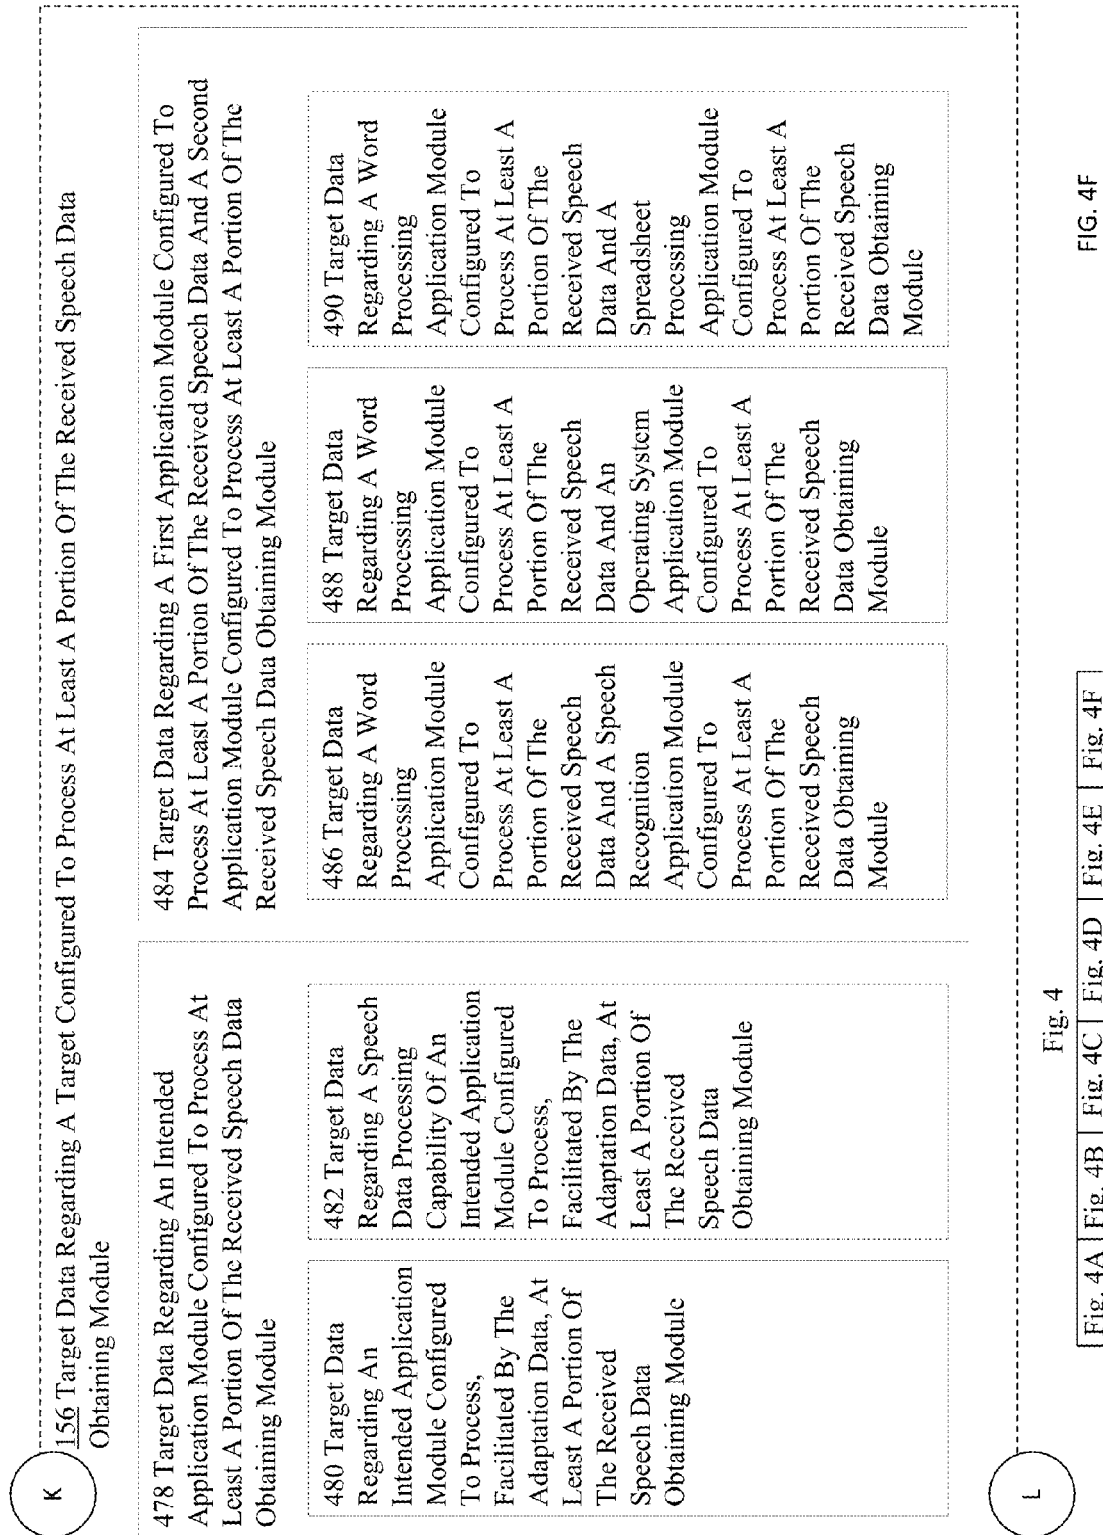 K
156 Target Data Regarding A Target Configured To Process At Least A Portion Of The Received Speech Data
Obtaining Module
478 Target Data Regarding An Intended
Application Module Configured To Process At
Least A Portion Of The Received Speech Data
Obtaining Module
480 Target Data
Regarding An
Intended Application
Module Configured
To Process,
Facilitated By The
Adaptation Data, At
Least A Portion Of
The Received
Speech Data
Obtaining Module
482 Target Data
Regarding A Speech
Data Processing
Capability Of An
Intended Application
Module Configured
To Process,
Facilitated By The
Adaptation Data, At
Least A Portion Of
The Received
Speech Data
Obtaining Module
484 Target Data Regarding A First Application Module Configured To
Process At Least A Portion Of The Received Speech Data And A Second
Application Module Configured To Process At Least A Portion Of The
Received Speech Data Obtaining Module
486 Target Data
Regarding A Word
Processing
Application Module
Configured To
Process At Least A
Portion Of The
Received Speech
Data And A Speech
Recognition
Application Module
Configured To
Process At Least A
Portion Of The
Received Speech
Data Obtaining
Module
488 Target Data
Regarding A Word
Processing
Application Module
Configured To
Process At Least A
Portion Of The
Received Speech
Data And An
Operating System
Application Module
Configured To
Process At Least A
Portion Of The
Received Speech
Data Obtaining
Module
490 Target Data
Regarding A Word
Processing
Application Module
Configured To
Process At Least A
Portion Of The
Received Speech
Data And A
Spreadsheet
Processing
Application Module
Configured To
Process At Least A
Portion Of The
Received Speech
Data Obtaining
Module
L
Fig. 4
Fig. 4A Fig. 4B Fig. 4C Fig. 4D Fig. 4E Fig. 4F
FIG. 4F